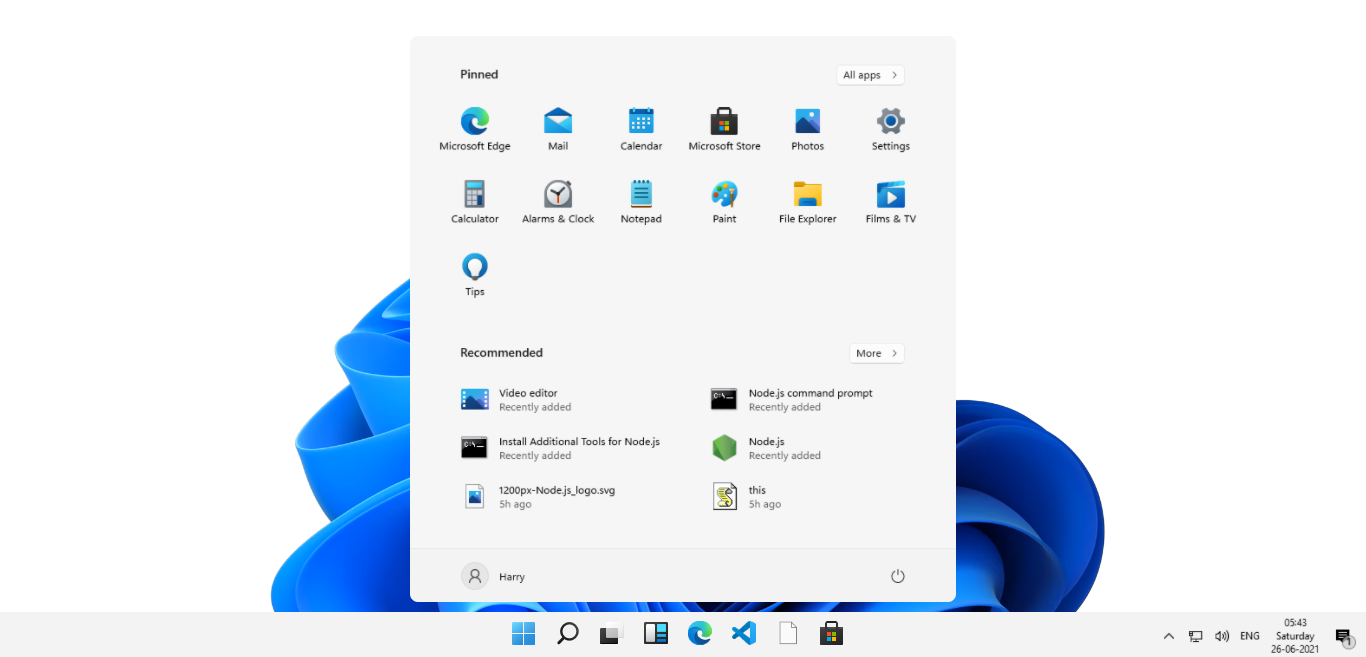 Pinned
All apps
Microsoft Edge
Mail
Calendar
Microsoft Store
Photos
Settings
Calculator
Alarms & Clock
Notepad
Paint
File Explorer
Films & TV
Tips
Recommended
More
Video editor
Recently added
Node.js command prompt
Recently added
Install Additional Tools for Node.js
Recently added
Node.js
Recently added
1200px-Node.js_logo.svg
5h ago
this
5h ago
Harry
ENG
05:43
Saturday
26-06-2021
1